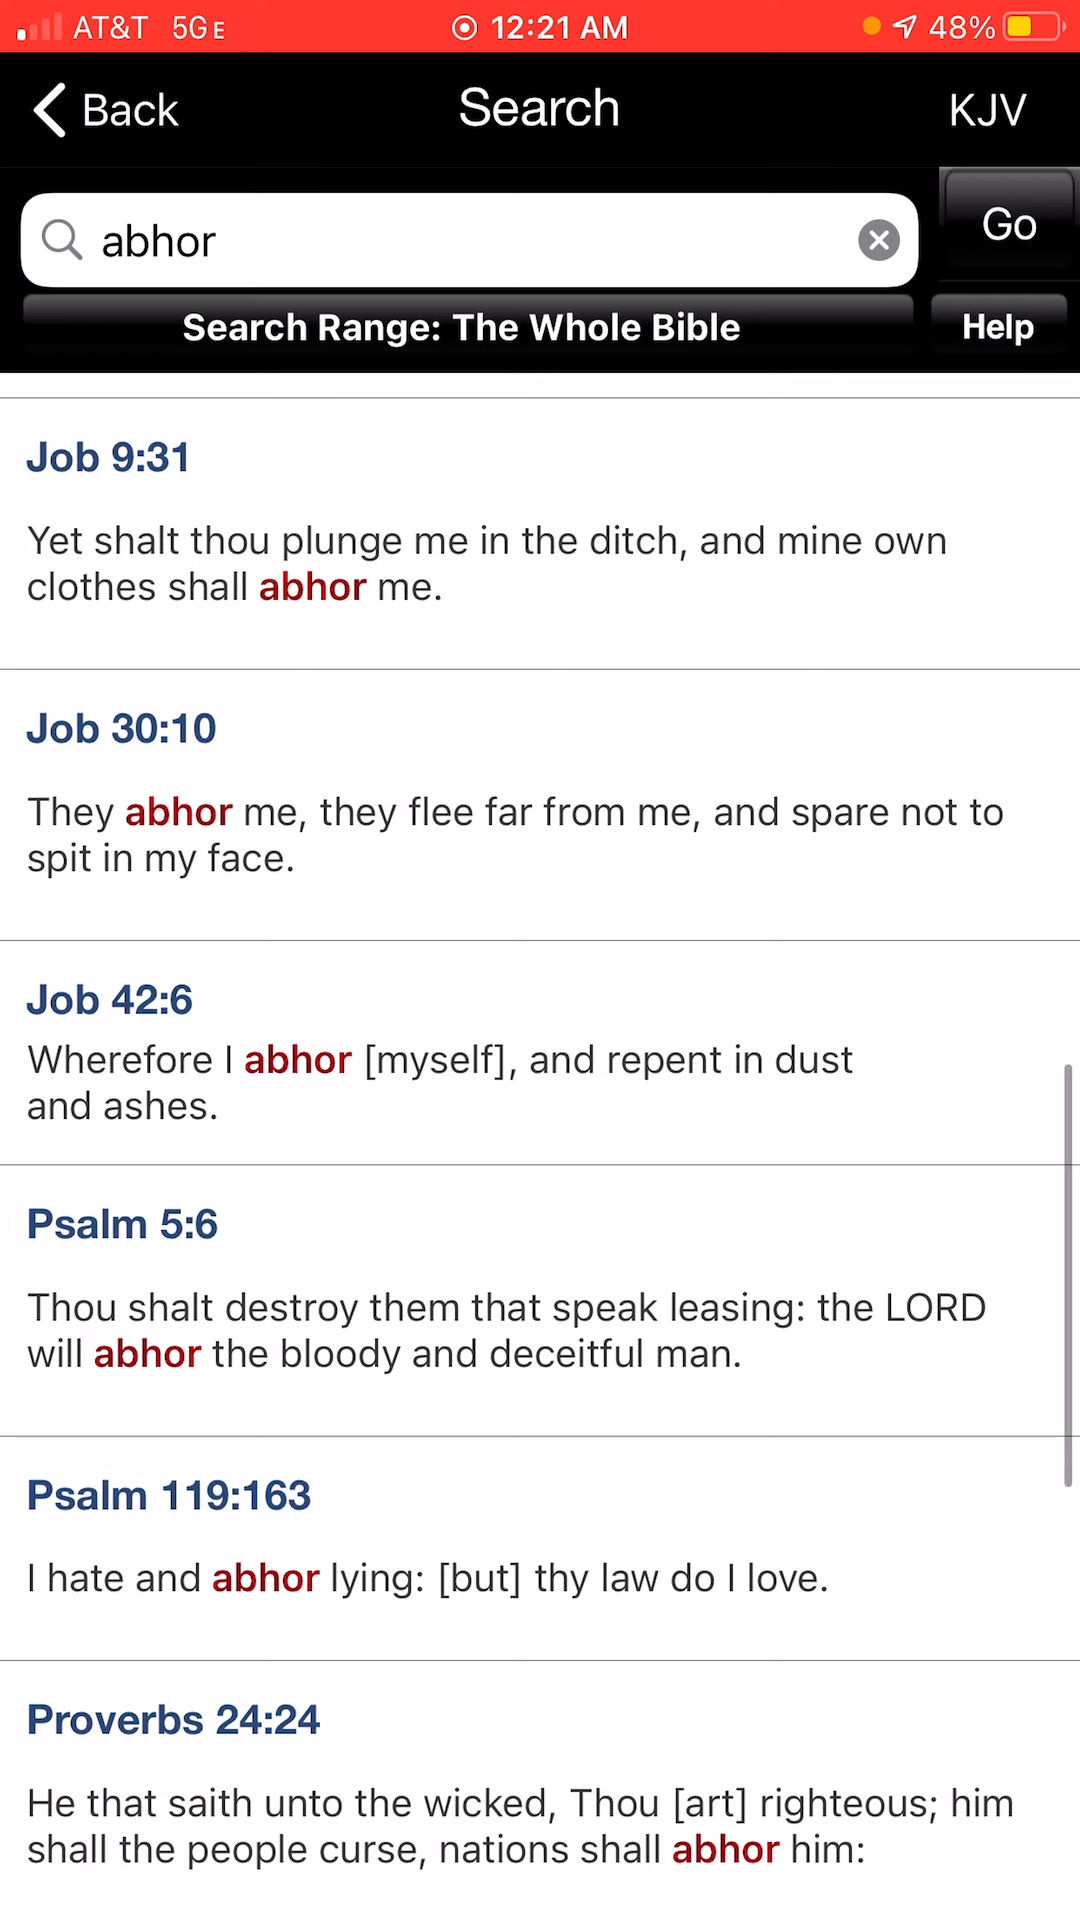 AT&T 5GE 12:21 AM 48%
Back Search KJV
abhor Go
Search Range: The Whole Bible Help
Job 9:31
Yet shalt thou plunge me in the ditch, and mine own
clothes shall abhor me.
Job 30:10
They abhor me, they flee far from me, and spare not to
spit in my face.
Job 42:6
Wherefore I abhor [myself], and repent in dust
and ashes.
Psalm 5:6
Thou shalt destroy them that speak leasing: the LORD
will abhor the bloody and deceitful man.
Psalm 119:163
I hate and abhor lying: [but] thy law do I love.
Proverbs 24:24
He that saith unto the wicked, Thou [art] righteous; him
shall the people curse, nations shall abhor him: